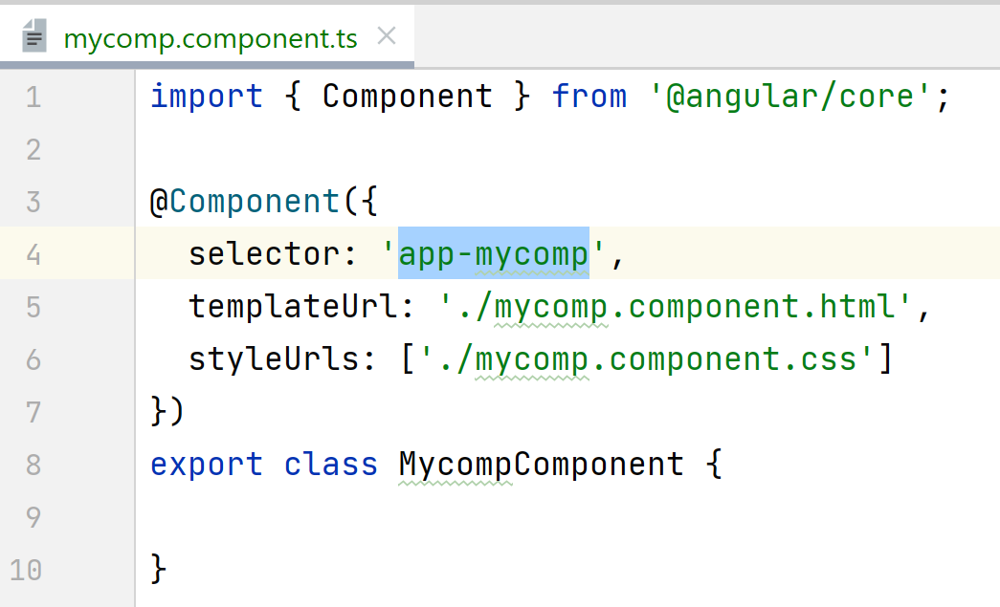 mycomp.component.ts
1 import { Component } from '@angular/core';
2
3 @Component({
4   selector: 'app-mycomp',
5   templateUrl: './mycomp.component.html',
6   styleUrls: ['./mycomp.component.css']
7 })
8 export class MycompComponent {
9
10 }